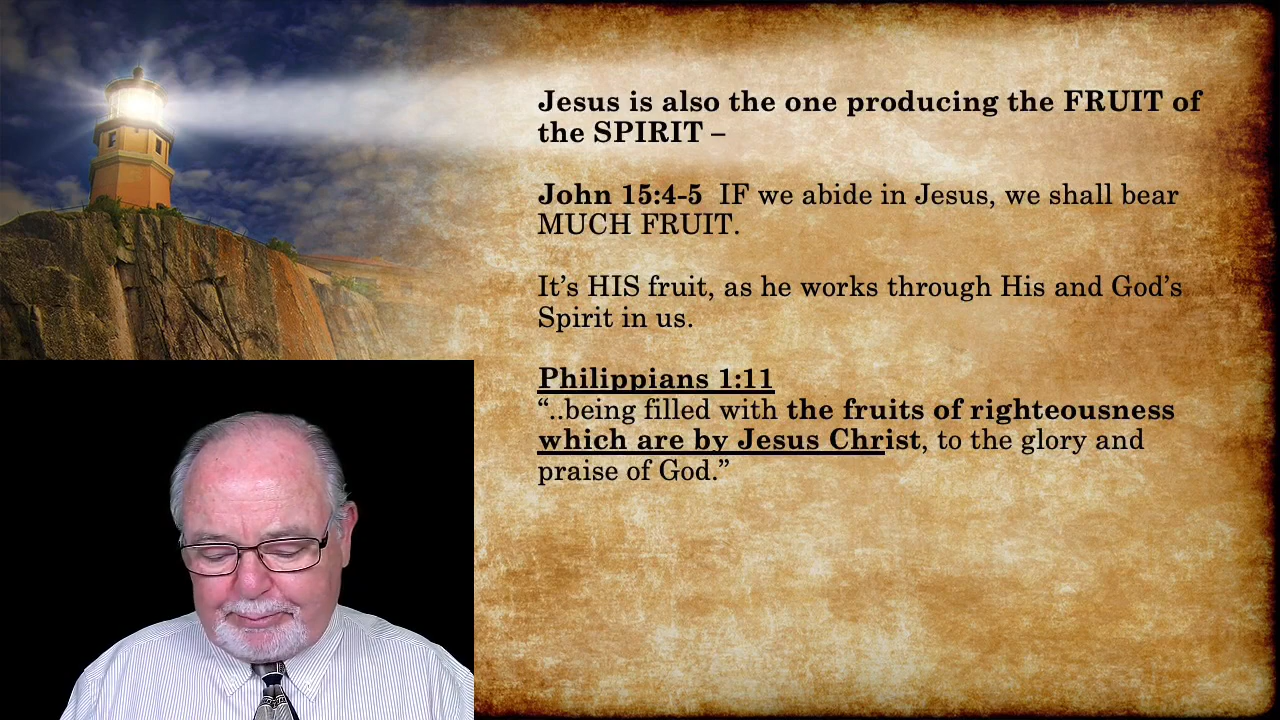 Jesus is also the one producing the FRUIT of
the SPIRIT –
John 15:4-5  IF we abide in Jesus, we shall bear
MUCH FRUIT.
It’s HIS fruit, as he works through His and God’s
Spirit in us.
Philippians 1:11
“..being filled with the fruits of righteousness
which are by Jesus Christ, to the glory and
praise of God.”